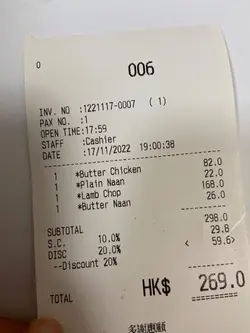 0
006
INV. NO :1221117-0007 ( 1)
PAX NO. :1
OPEN TIME:17:59
STAFF :Cashier
DATE :17/11/2022 19:00:38
1 *Butter Chicken 82.0
1 *Plain Naan 22.0
1 *Lamb Chop 168.0
1 *Butter Naan 26.0
SUBTOTAL 298.0
S.C. 10.0% 29.8
DISC 20.0% < 59.6>
--Discount 20%
TOTAL HK$ 269.0
多謝惠顧